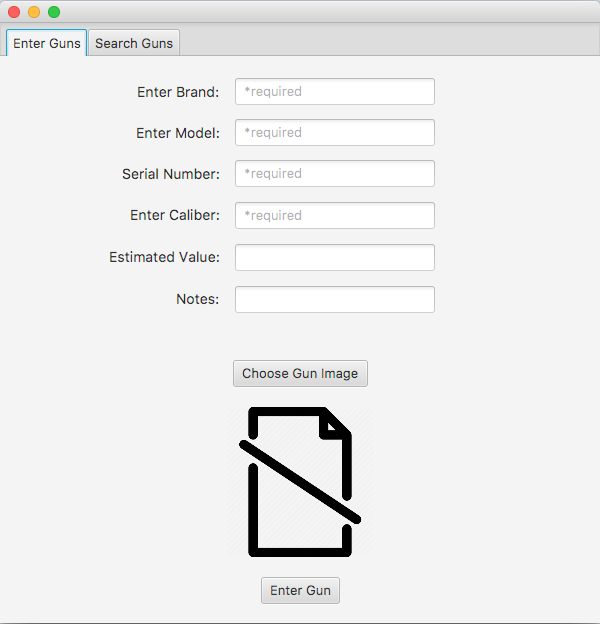 Enter Guns Search Guns
Enter Brand: *required
Enter Model: *required
Serial Number: *required
Enter Caliber: *required
Estimated Value:
Notes:
Choose Gun Image
Enter Gun